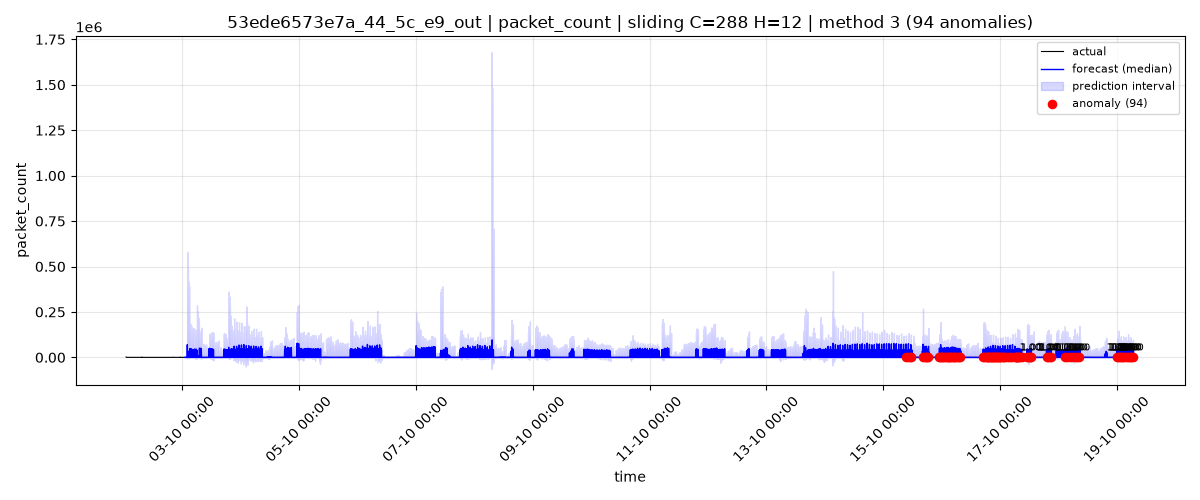 53ede6573e7a_44_5c_e9_out | packet_count | sliding C=288 H=12 | method 3 (94 anomalies)
1e6
1.75
1.50
1.25
1.00
0.75
0.50
0.25
0.00
packet_count
actual
forecast (median)
prediction interval
anomaly (94)
03-10 00:00
05-10 00:00
07-10 00:00
09-10 00:00
11-10 00:00
13-10 00:00
15-10 00:00
17-10 00:00
19-10 00:00
time